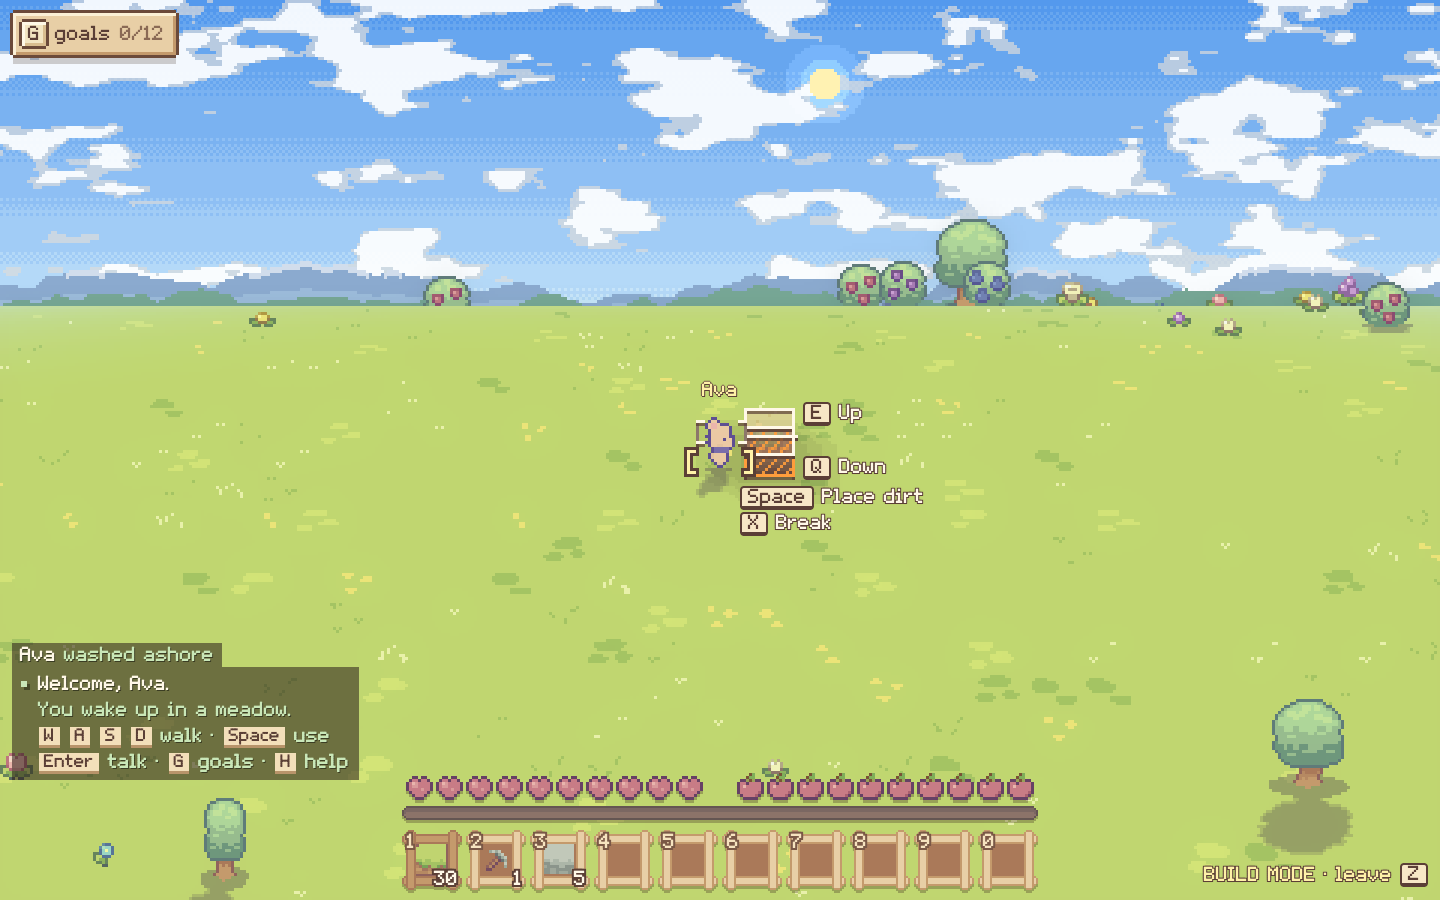 G goals 0/12
Ava
E Up
Q Down
Space Place dirt
X Break
Ava washed ashore
Welcome, Ava.
You wake up in a meadow.
W A S D walk · Space use
Enter talk · G goals · H help
1 2 3 4 5 6 7 8 9 0
30 1 5
BUILD MODE · leave Z